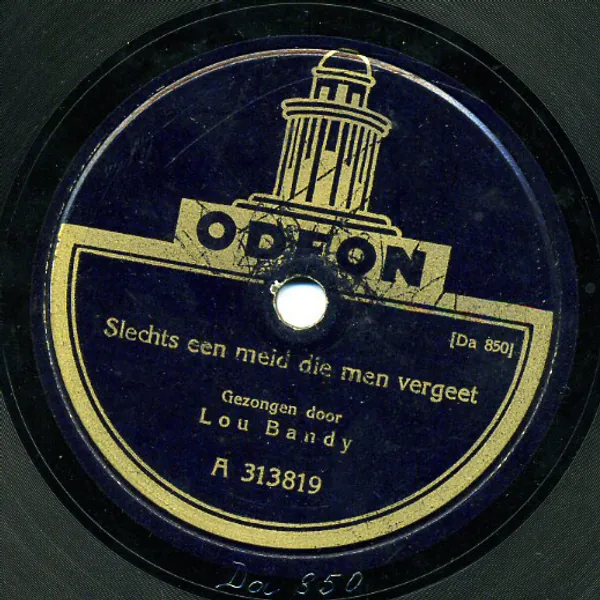 ODEON
[Da 850]
Slechts een meid die men vergeet
Gezongen door
Lou Bandy
A 313819
Da 850